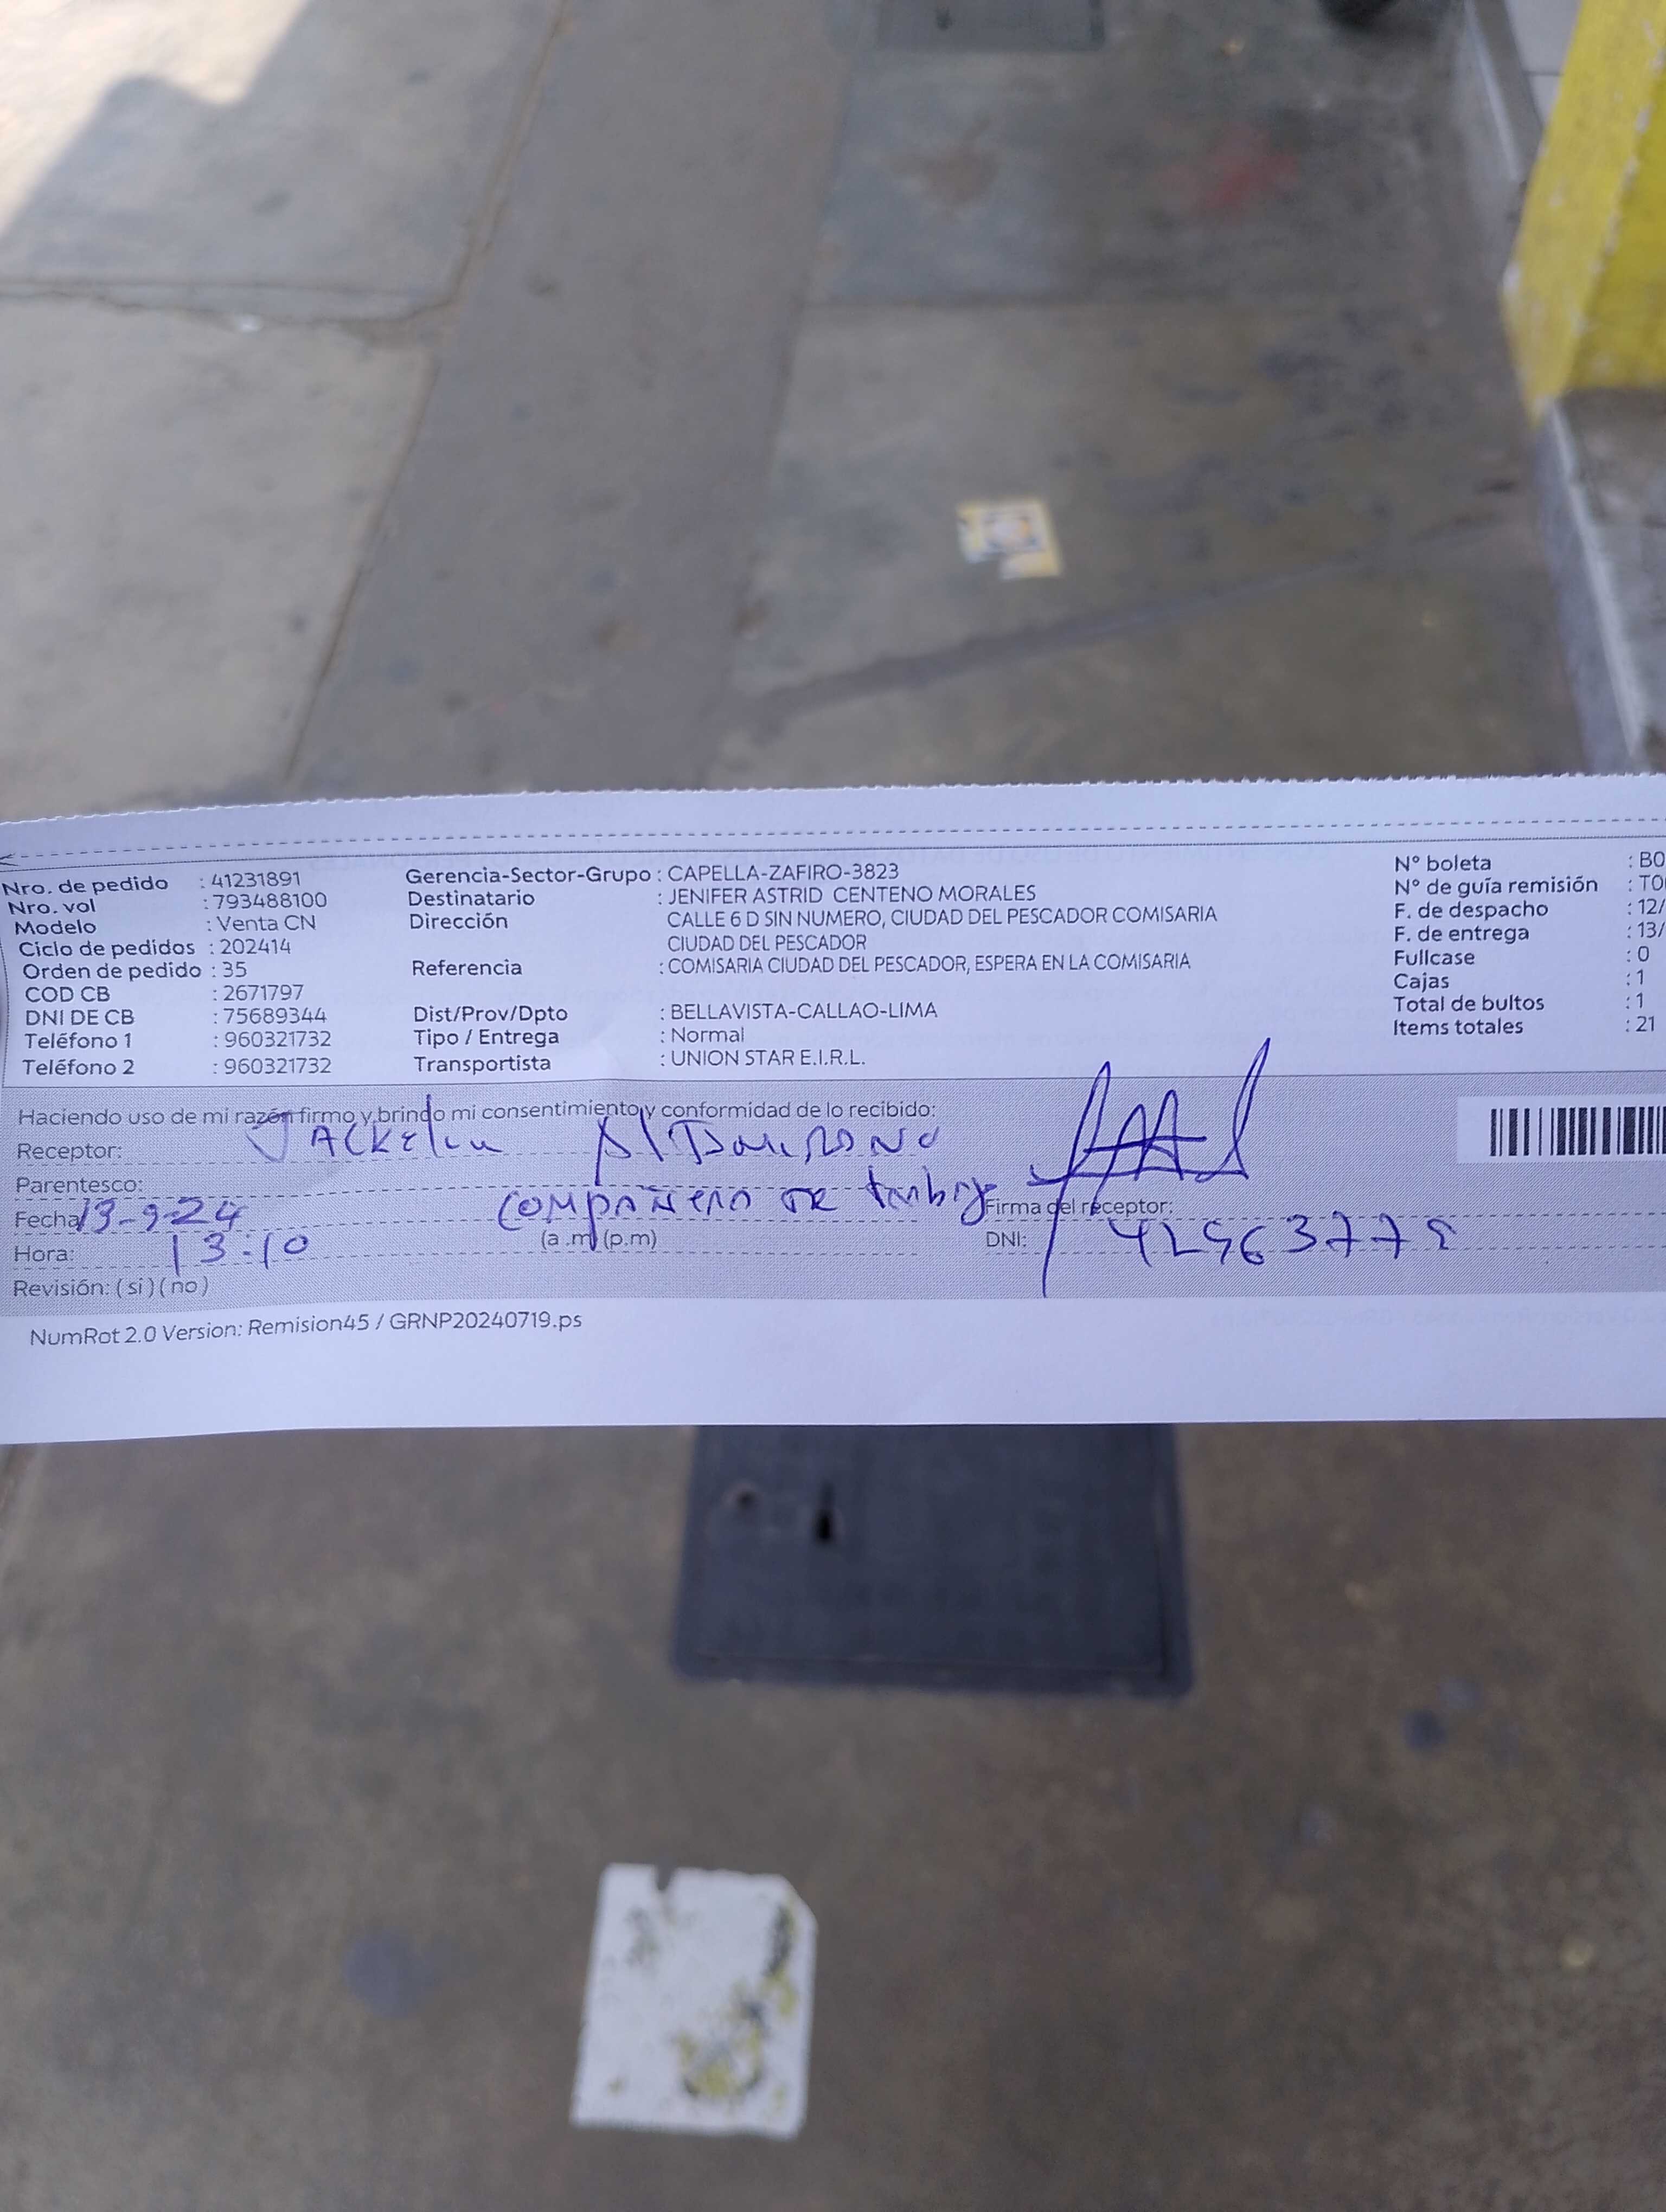 Nro. de pedido : 41231891 Gerencia-Sector-Grupo : CAPELLA-ZAFIRO-3823 N° boleta : BO
Nro. vol : 793488100 Destinatario : JENIFER ASTRID CENTENO MORALES N° de guía remisión : TO
Modelo : Venta CN Dirección CALLE 6 D SIN NUMERO, CIUDAD DEL PESCADOR COMISARIA F. de despacho : 12/
Ciclo de pedidos : 202414 CIUDAD DEL PESCADOR F. de entrega : 13/
Orden de pedido : 35 Referencia : COMISARIA CIUDAD DEL PESCADOR, ESPERA EN LA COMISARIA Fullcase : 0
COD CB : 2671797 Cajas : 1
DNI DE CB : 75689344 Dist/Prov/Dpto : BELLAVISTA-CALLAO-LIMA Total de bultos : 1
Teléfono 1 : 960321732 Tipo / Entrega : Normal Items totales : 21
Teléfono 2 : 960321732 Transportista : UNION STAR E.I.R.L.
Haciendo uso de mi razón firmo y brindo mi consentimiento y conformidad de lo recibido:
Receptor: JACKelin
Parentesco: COMPAÑERA DE
Fecha 13-9-24 Firma del receptor:
Hora: 13:10 (a .m) (p.m) DNI:
Revisión: ( si ) ( no )
NumRot 2.0 Version: Remision45 / GRNP20240719.ps